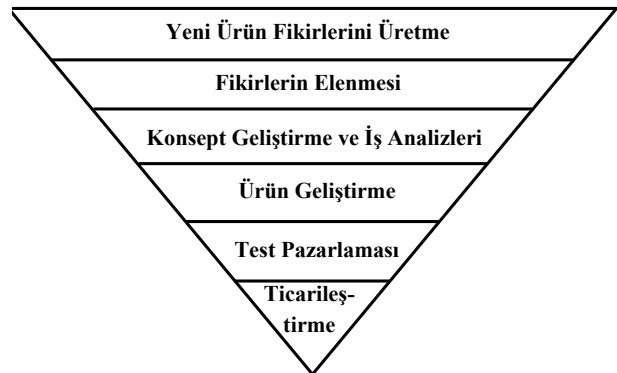 Yeni Ürün Fikirlerini Üretme
Fikirlerin Elenmesi
Konsept Geliştirme ve İş Analizleri
Ürün Geliştirme
Test Pazarlaması
Ticarileş-
tirme